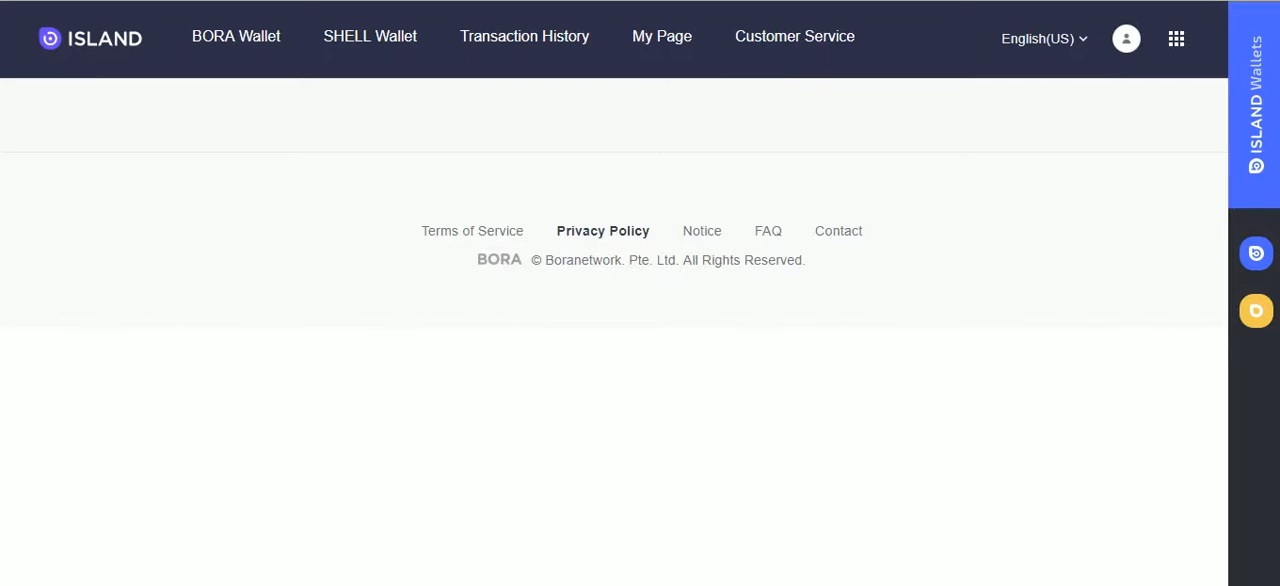 ISLAND BORA Wallet SHELL Wallet Transaction History My Page Customer Service English(US)
ISLAND Wallets
Terms of Service Privacy Policy Notice FAQ Contact
BORA © Boranetwork. Pte. Ltd. All Rights Reserved.